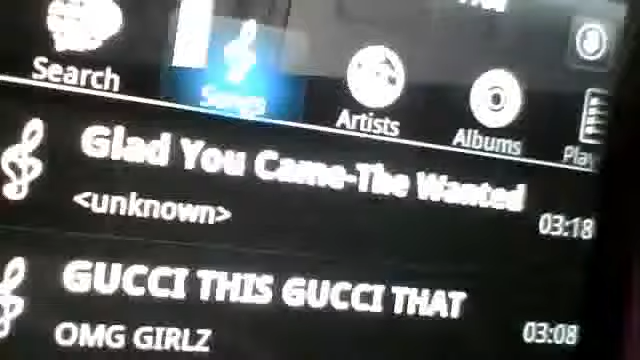 Search
Songs
Artists
Albums
Glad You Came-The Wanted
<unknown>
03:18
GUCCI THIS GUCCI THAT
OMG GIRLZ
03:08